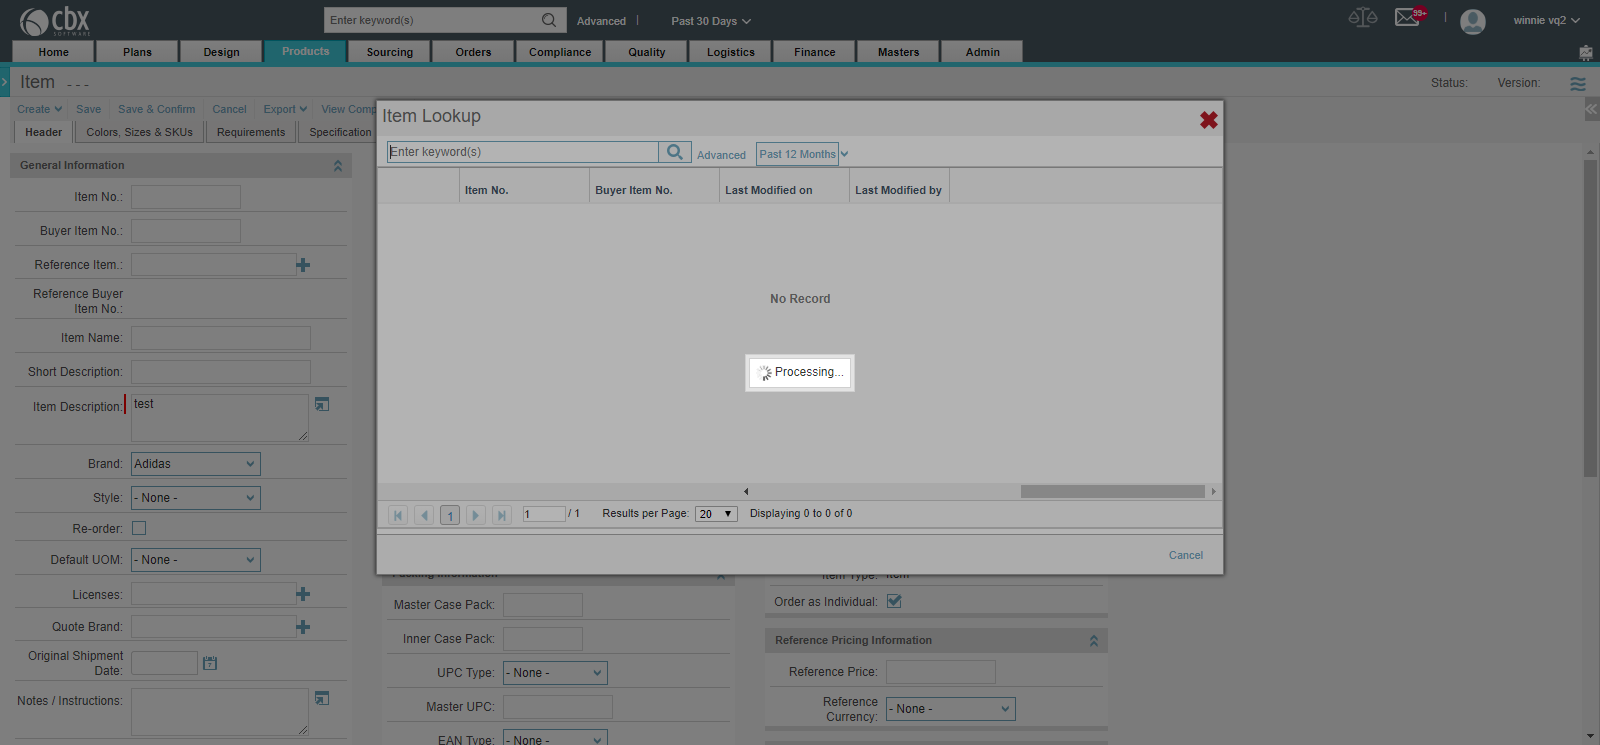 cbx
SOFTWARE
Enter keyword(s)
Advanced
Past 30 Days
99+
winnie vq2
Home
Plans
Design
Products
Sourcing
Orders
Compliance
Quality
Logistics
Finance
Masters
Admin
Item ---
Status:
Version:
Create
Save
Save & Confirm
Cancel
Export
View Comp
Header
Colors, Sizes & SKUs
Requirements
Specification
General Information
Item No.:
Buyer Item No.:
Reference Item.:
Reference Buyer
Item No.:
Item Name:
Short Description:
Item Description:
test
Brand:
Adidas
Style:
- None -
Re-order:
Default UOM:
- None -
Licenses:
Quote Brand:
Original Shipment
Date:
Notes / Instructions:
Item Lookup
Enter keyword(s)
Advanced
Past 12 Months
Item No.
Buyer Item No.
Last Modified on
Last Modified by
No Record
Processing...
1
1
/ 1
Results per Page:
20
Displaying 0 to 0 of 0
Cancel
Packing Information
Master Case Pack:
Inner Case Pack:
UPC Type:
- None -
Master UPC:
EAN Type:
- None -
Item Type: Item
Order as Individual:
Reference Pricing Information
Reference Price:
Reference
Currency:
- None -